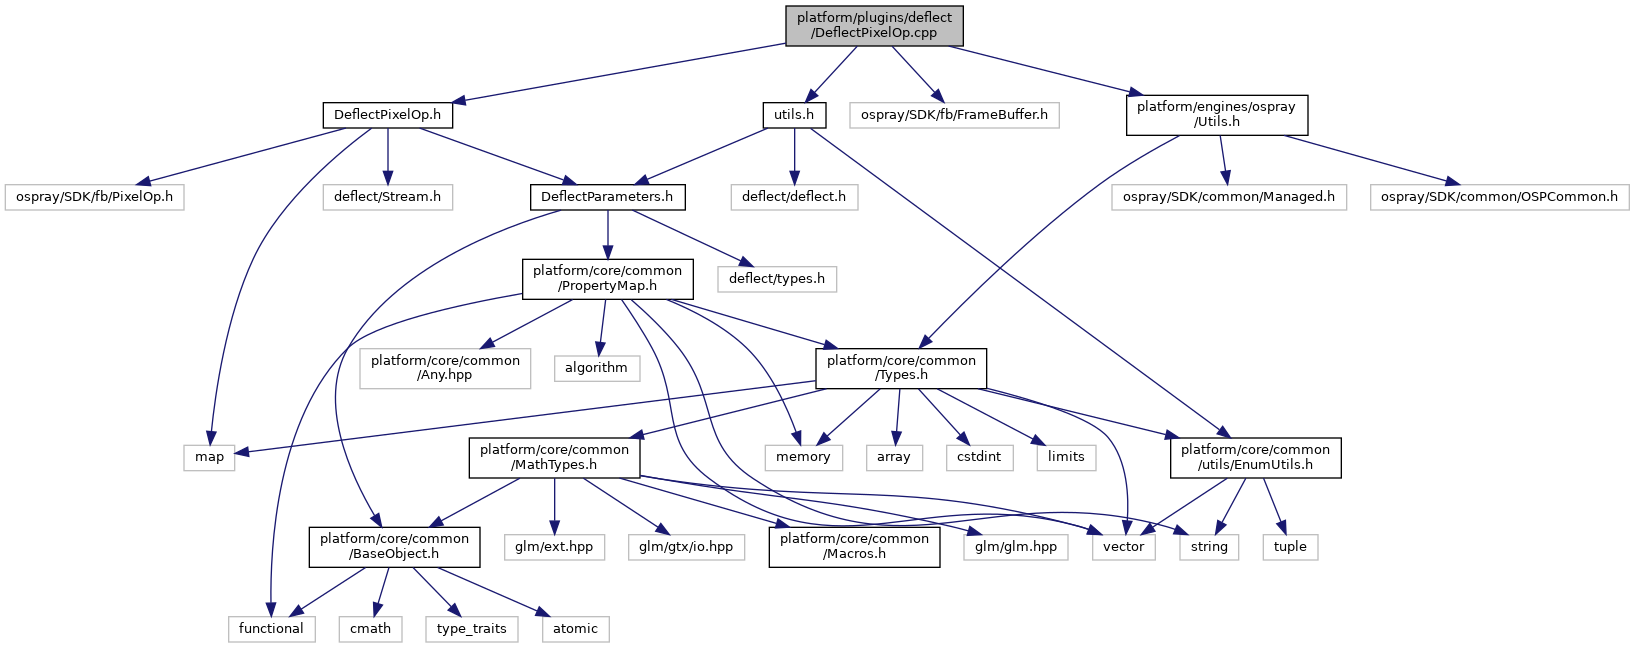 platform/plugins/deflect
/DeflectPixelOp.cpp
DeflectPixelOp.h
utils.h
ospray/SDK/fb/FrameBuffer.h
platform/engines/ospray
/Utils.h
ospray/SDK/fb/PixelOp.h
deflect/Stream.h
DeflectParameters.h
deflect/deflect.h
ospray/SDK/common/Managed.h
ospray/SDK/common/OSPCommon.h
platform/core/common
/PropertyMap.h
deflect/types.h
platform/core/common
/Any.hpp
algorithm
platform/core/common
/Types.h
map
platform/core/common
/MathTypes.h
memory
array
cstdint
limits
platform/core/common
/utils/EnumUtils.h
platform/core/common
/BaseObject.h
glm/ext.hpp
glm/gtx/io.hpp
platform/core/common
/Macros.h
glm/glm.hpp
vector
string
tuple
functional
cmath
type_traits
atomic